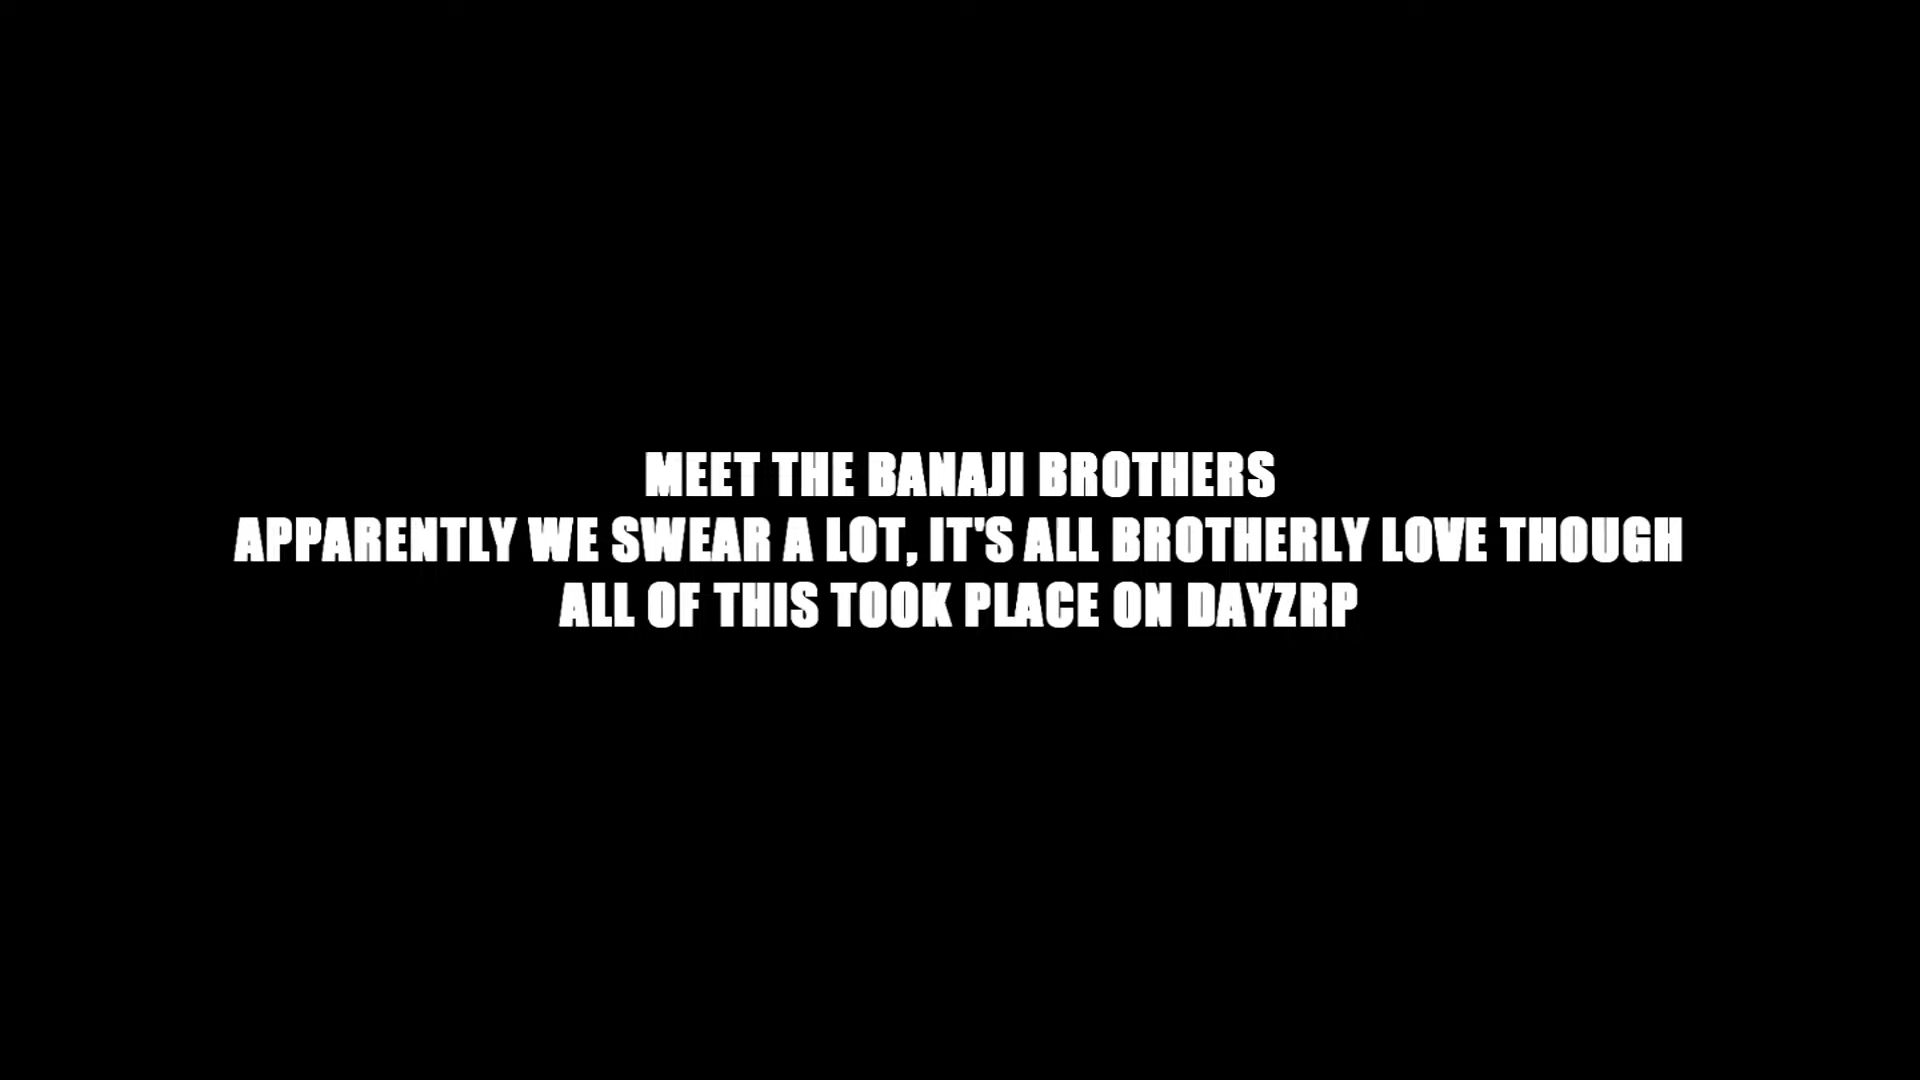 MEET THE BANAJI BROTHERS
APPARENTLY WE SWEAR A LOT, IT'S ALL BROTHERLY LOVE THOUGH
ALL OF THIS TOOK PLACE ON DAYZRP